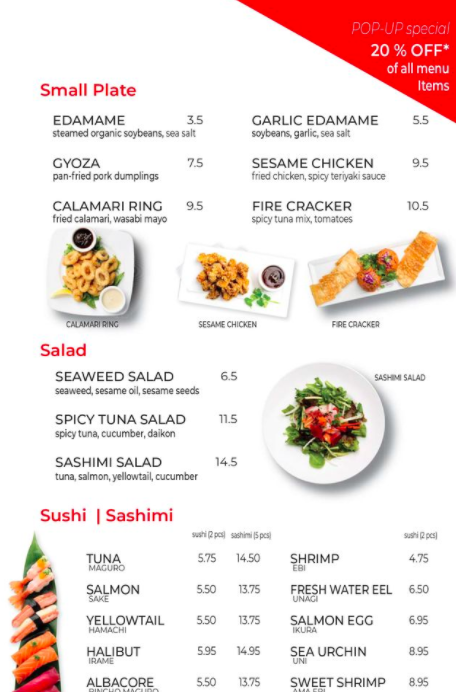 POP-UP special
20 % OFF*
of all menu
Items
Small Plate
EDAMAME 3.5
steamed organic soybeans, sea salt
GARLIC EDAMAME 5.5
soybeans, garlic, sea salt
GYOZA 7.5
pan-fried pork dumplings
SESAME CHICKEN 9.5
fried chicken, spicy teriyaki sauce
CALAMARI RING 9.5
fried calamari, wasabi mayo
FIRE CRACKER 10.5
spicy tuna mix, tomatoes
CALAMARI RING
SESAME CHICKEN
FIRE CRACKER
Salad
SEAWEED SALAD 6.5
seaweed, sesame oil, sesame seeds
SPICY TUNA SALAD 11.5
spicy tuna, cucumber, daikon
SASHIMI SALAD 14.5
tuna, salmon, yellowtail, cucumber
SASHIMI SALAD
Sushi | Sashimi
sushi (2 pcs) sashimi (5 pcs)
TUNA 5.75 14.50
MAGURO
SALMON 5.50 13.75
SAKE
YELLOWTAIL 5.50 13.75
HAMACHI
HALIBUT 5.95 14.95
IRAME
ALBACORE 5.50 13.75
BINCHO MAGURO
sushi (2 pcs)
SHRIMP 4.75
EBI
FRESH WATER EEL 6.50
UNAGI
SALMON EGG 6.95
IKURA
SEA URCHIN 8.95
UNI
SWEET SHRIMP 8.95
AMA EBI